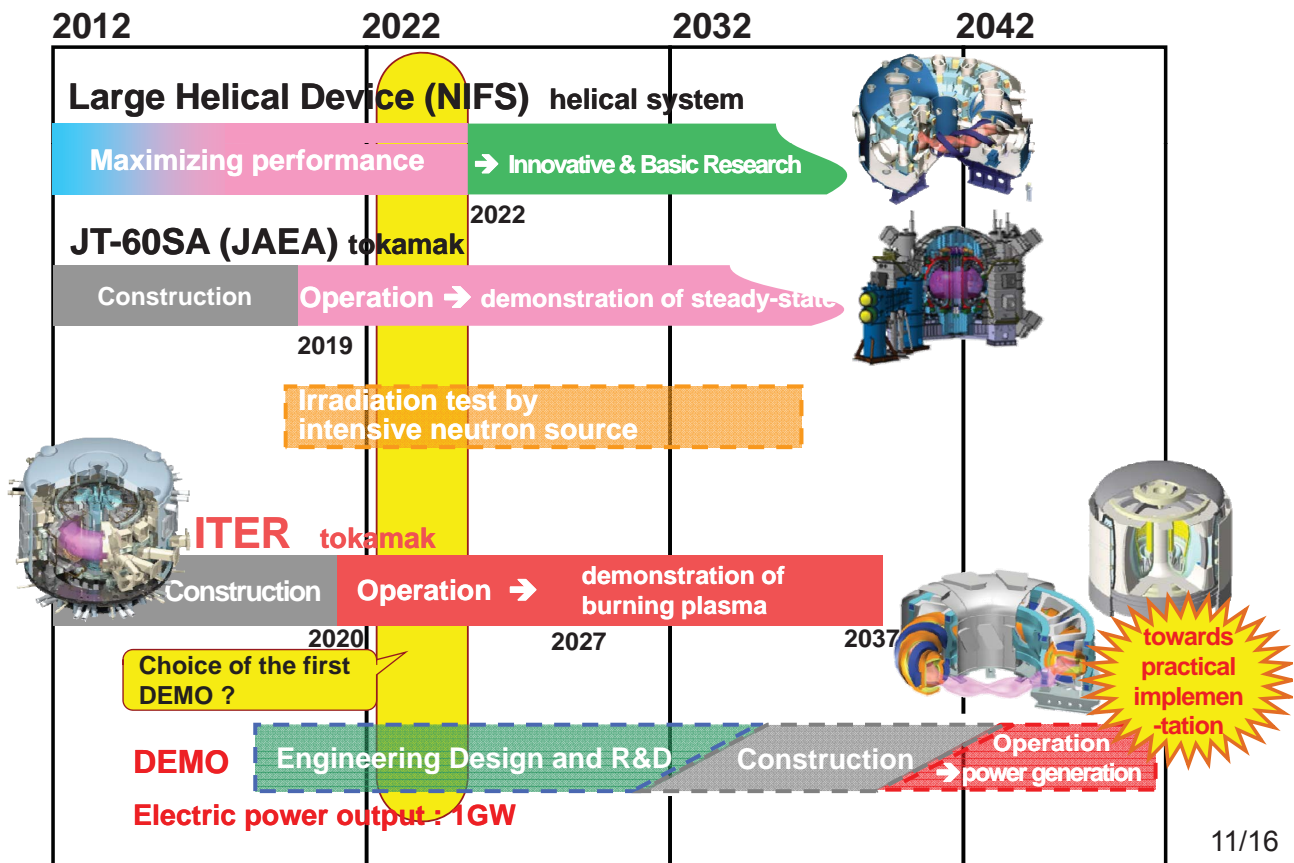 2012 2022 2032 2042
Large Helical Device (NIFS) helical system
Maximizing performance ➔ Innovative & Basic Research
2022
JT-60SA (JAEA) tokamak
Construction Operation ➔ demonstration of steady-state
2019
Irradiation test by
intensive neutron source
ITER tokamak
Construction Operation ➔ demonstration of
burning plasma
2020 2027 2037
Choice of the first
DEMO ?
towards
practical
implemen
-tation
DEMO Engineering Design and R&D Construction Operation
➔ power generation
Electric power output : 1GW
11/16